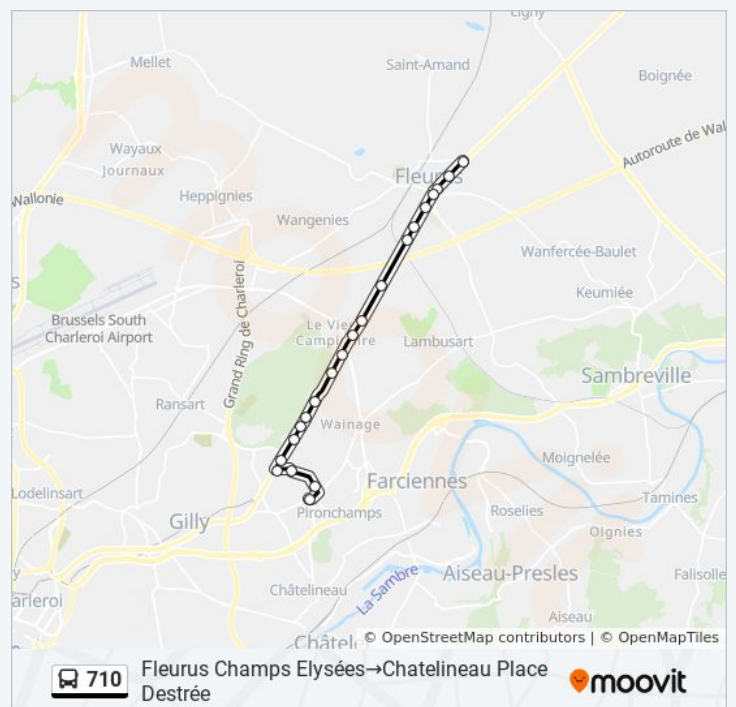 Ligny
Mellet
Saint-Amand
Boignée
Autoroute de Wal
Wayaux
Journaux
Fleurus
Wallonie
Heppignies
Wangenies
Wanfercée-Baulet
Keumiée
S
Brussels South
Charleroi Airport
Grand Ring de Charleroi
Le Vieux
Campinaire
Lambusart
Sambreville
Ransart
Wainage
Moignelée
Lodelinsart
Farciennes
Tamines
Gilly
Pironchamps
Roselies
Oignies
y
Aiseau-Presles
Falisolle
Châtelineau
La Sambre
arleroi
Aiseau
Châtel
© OpenStreetMap contributors | © OpenMapTiles
710
Fleurus Champs Elysées→Chatelineau Place
Destrée
moovit